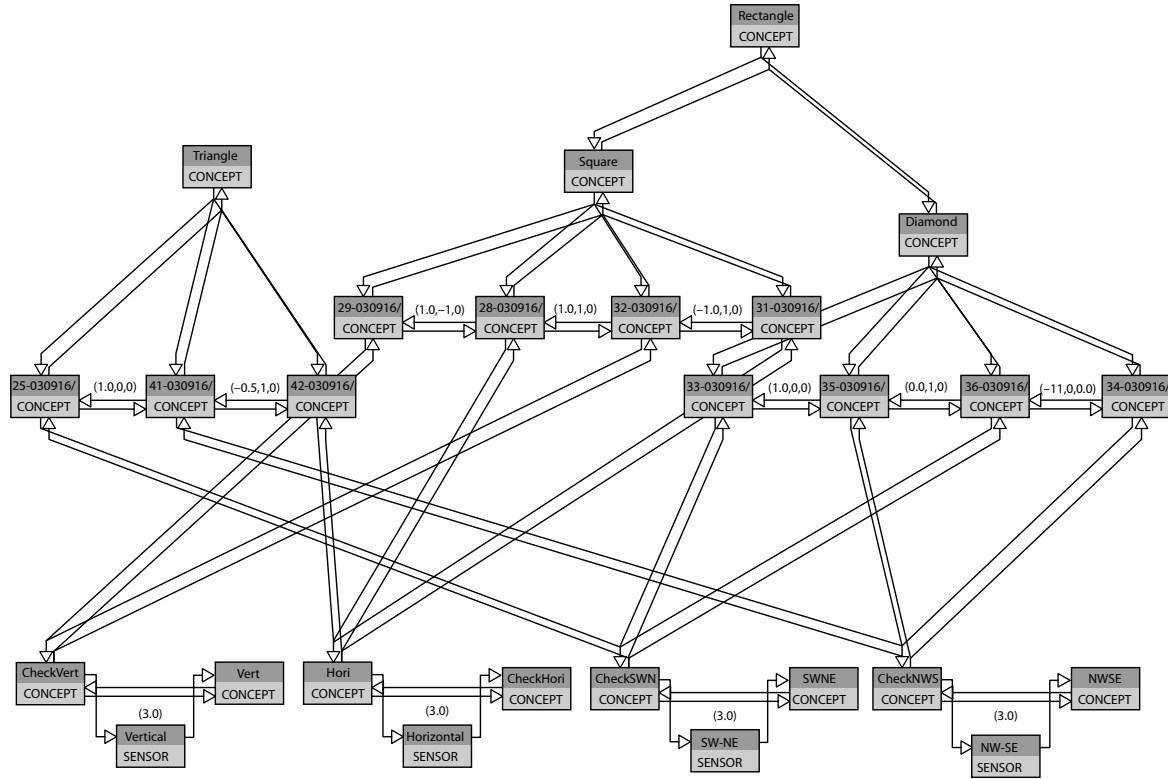 Rectangle
CONCEPT
Triangle
CONCEPT
Square
CONCEPT
Diamond
CONCEPT
29-030916/
CONCEPT
(1.0,−1,0)
28-030916/
CONCEPT
(1.0,1,0)
32-030916/
CONCEPT
(−1.0,1,0)
31-030916/
CONCEPT
25-030916/
CONCEPT
(1.0,0,0)
41-030916/
CONCEPT
(−0.5,1,0)
42-030916/
CONCEPT
33-030916/
CONCEPT
(1.0,0,0)
35-030916/
CONCEPT
(0.0,1,0)
36-030916/
CONCEPT
(−11,0,0.0)
34-030916/
CONCEPT
CheckVert
CONCEPT
Vert
CONCEPT
(3.0)
Vertical
SENSOR
Hori
CONCEPT
CheckHori
CONCEPT
(3.0)
Horizontal
SENSOR
CheckSWN
CONCEPT
SWNE
CONCEPT
(3.0)
SW-NE
SENSOR
CheckNWS
CONCEPT
NWSE
CONCEPT
(3.0)
NW-SE
SENSOR